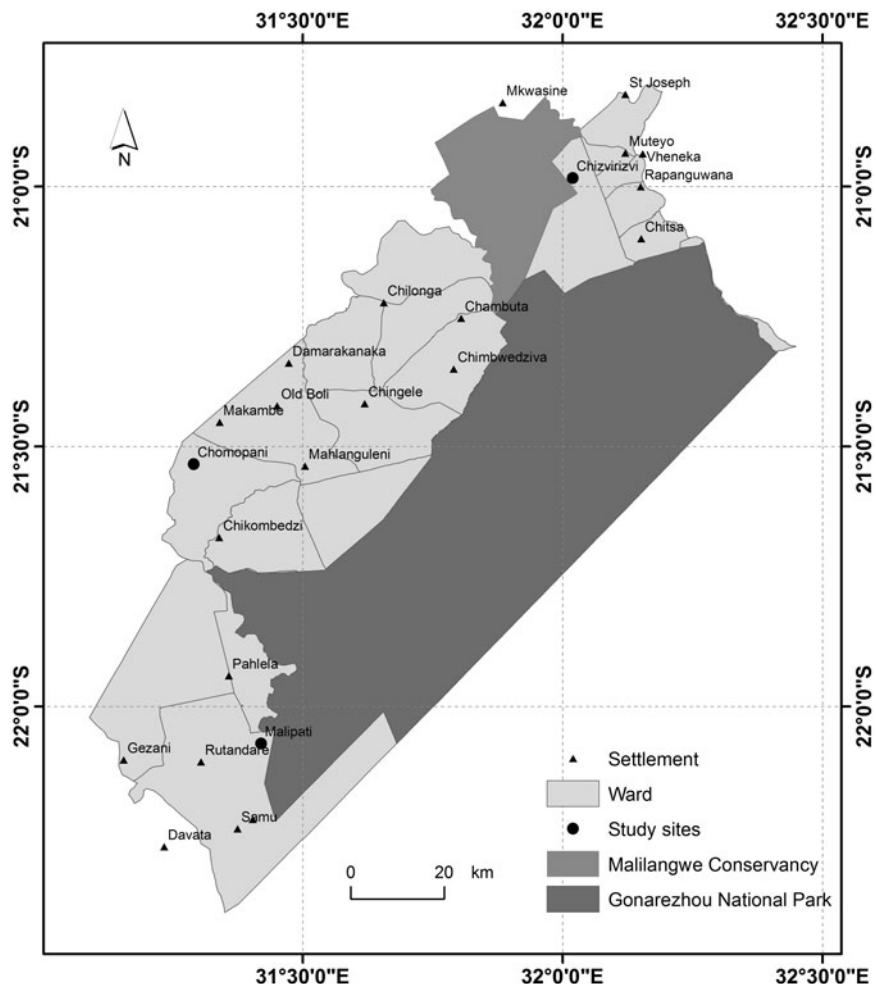 31°30'0"E 32°0'0"E 32°30'0"E
N
Mkwasine
St Joseph
Muteyo
Vheneka
Chizvirizvi
Rapanguwana
21°0'0"S 21°0'0"S
Chitsa
Chilonga
Chambuta
Damarakanaka
Chimbwedziva
Old Boli
Chingele
Makambe
21°30'0"S 21°30'0"S
Chomopani
Mahlanguleni
Chikombedzi
Pahlela
22°0'0"S 22°0'0"S
Malipati
Gezani
Rutandare
Samu
Davata
0 20 km
Settlement
Ward
Study sites
Malilangwe Conservancy
Gonarezhou National Park
31°30'0"E 32°0'0"E 32°30'0"E